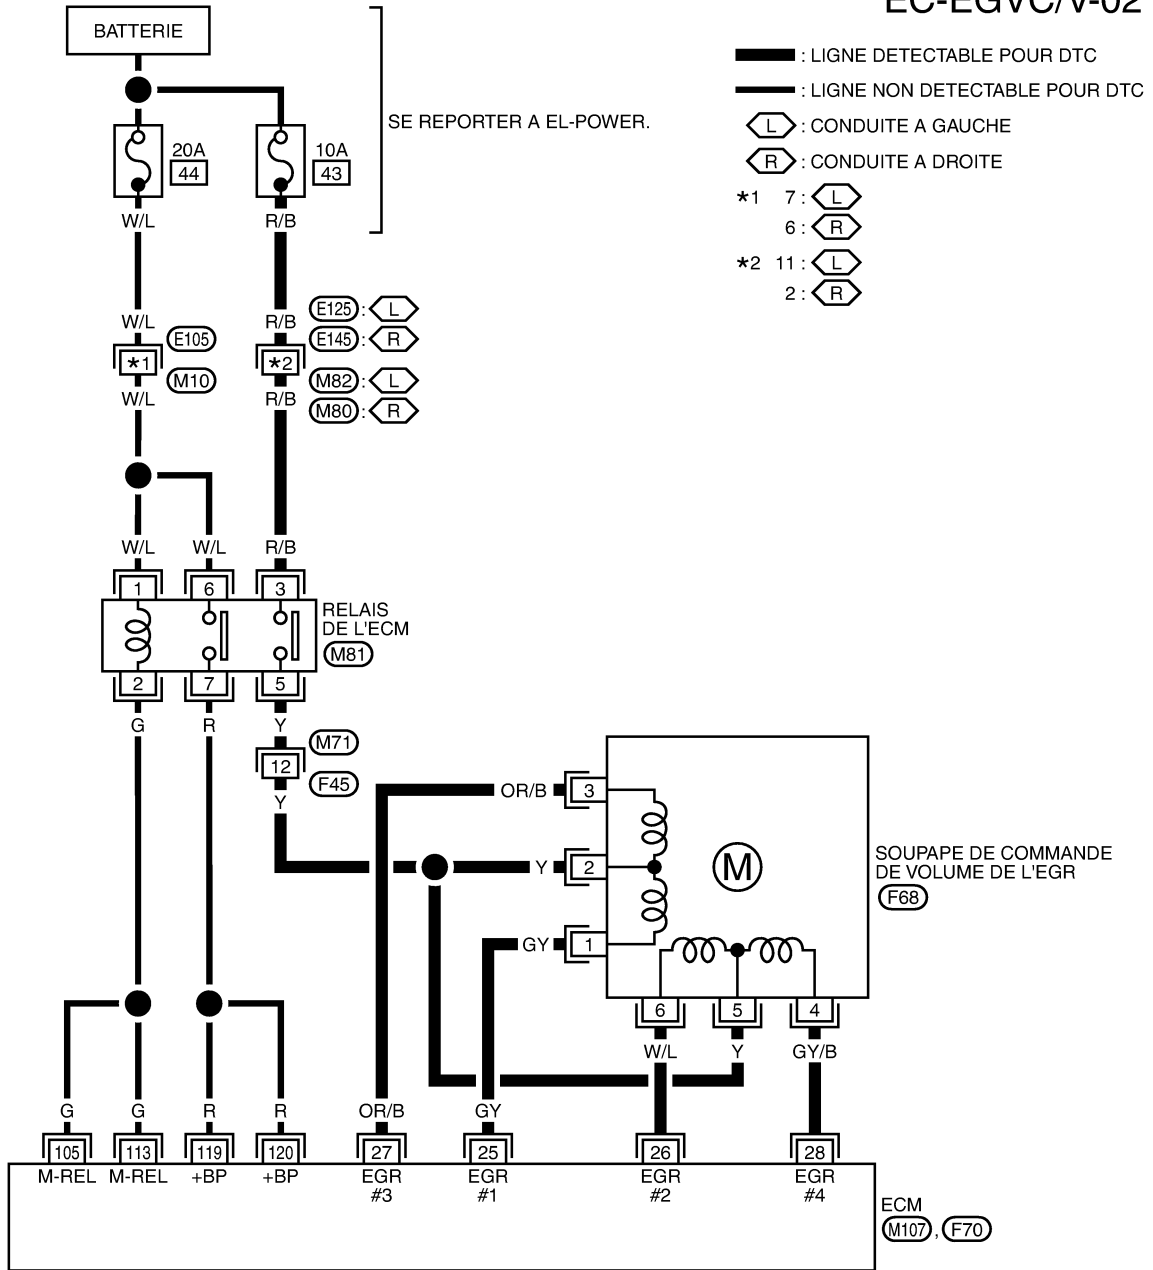 EC-EGVC/V-02
BATTERIE
: LIGNE DETECTABLE POUR DTC
: LIGNE NON DETECTABLE POUR DTC
L : CONDUITE A GAUCHE
R : CONDUITE A DROITE
*1 7 : L
6 : R
*2 11 : L
2 : R
SE REPORTER A EL-POWER.
20A
44
10A
43
W/L
R/B
W/L
R/B
E125 : L
E105
E145 : R
*1
*2
M10
M82 : L
W/L
R/B
M80 : R
W/L
W/L
R/B
1
6
3
RELAIS
DE L'ECM
M81
2
7
5
G
R
Y
M71
12
F45
Y
OR/B
3
Y
2
GY
1
M
SOUPAPE DE COMMANDE
DE VOLUME DE L'EGR
F68
6
5
4
W/L
Y
GY/B
G
G
R
R
OR/B
GY
105
113
119
120
27
25
26
28
M-REL
M-REL
+BP
+BP
EGR
#3
EGR
#1
EGR
#2
EGR
#4
ECM
M107 , F70